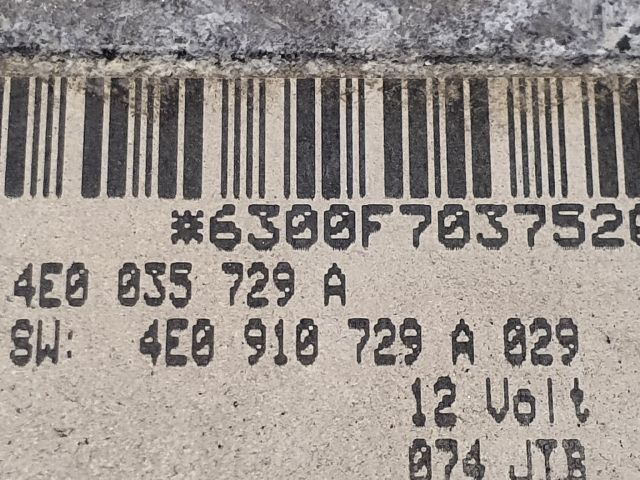 *6300F703752
4E0 035 729 A
SW: 4E0 910 729 A 029
12 Volt
074 JTB